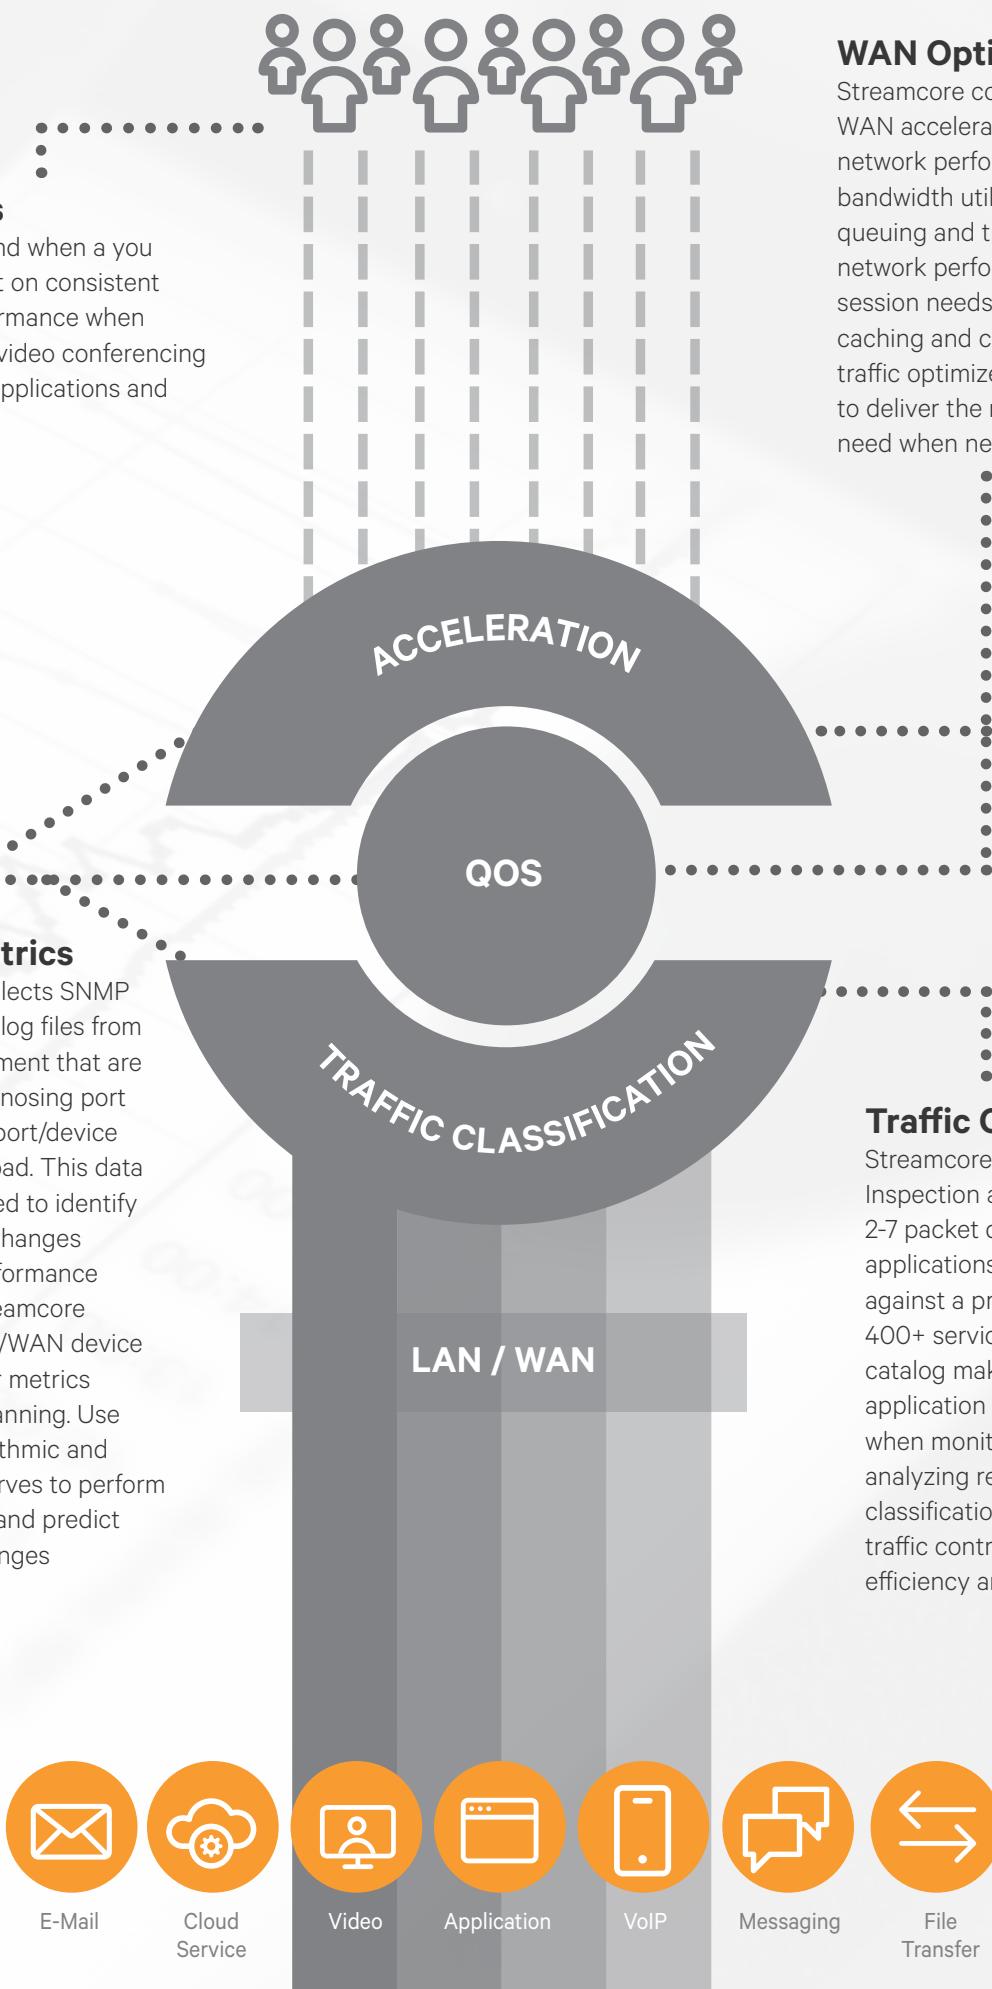 s
nd when a you
t on consistent
rmance when
video conferencing
applications and
WAN Opti
Streamcore co
WAN accelera
network perfo
bandwidth util
queuing and t
network perfo
session needs
caching and c
traffic optimize
to deliver the
need when ne
ACCELERATION
QOS
TRAFFIC CLASSIFICATION
LAN / WAN
trics
lects SNMP
log files from
ment that are
nosing port
port/device
ad. This data
ed to identify
hanges
formance
eamcore
/WAN device
r metrics
anning. Use
ithmic and
rves to perform
and predict
nges
Traffic C
Streamcore
Inspection a
2-7 packet c
applications
against a pr
400+ servic
catalog mak
application
when monit
analyzing re
classificatio
traffic contr
efficiency a
E-Mail
Cloud
Service
Video
Application
VoIP
Messaging
File
Transfer